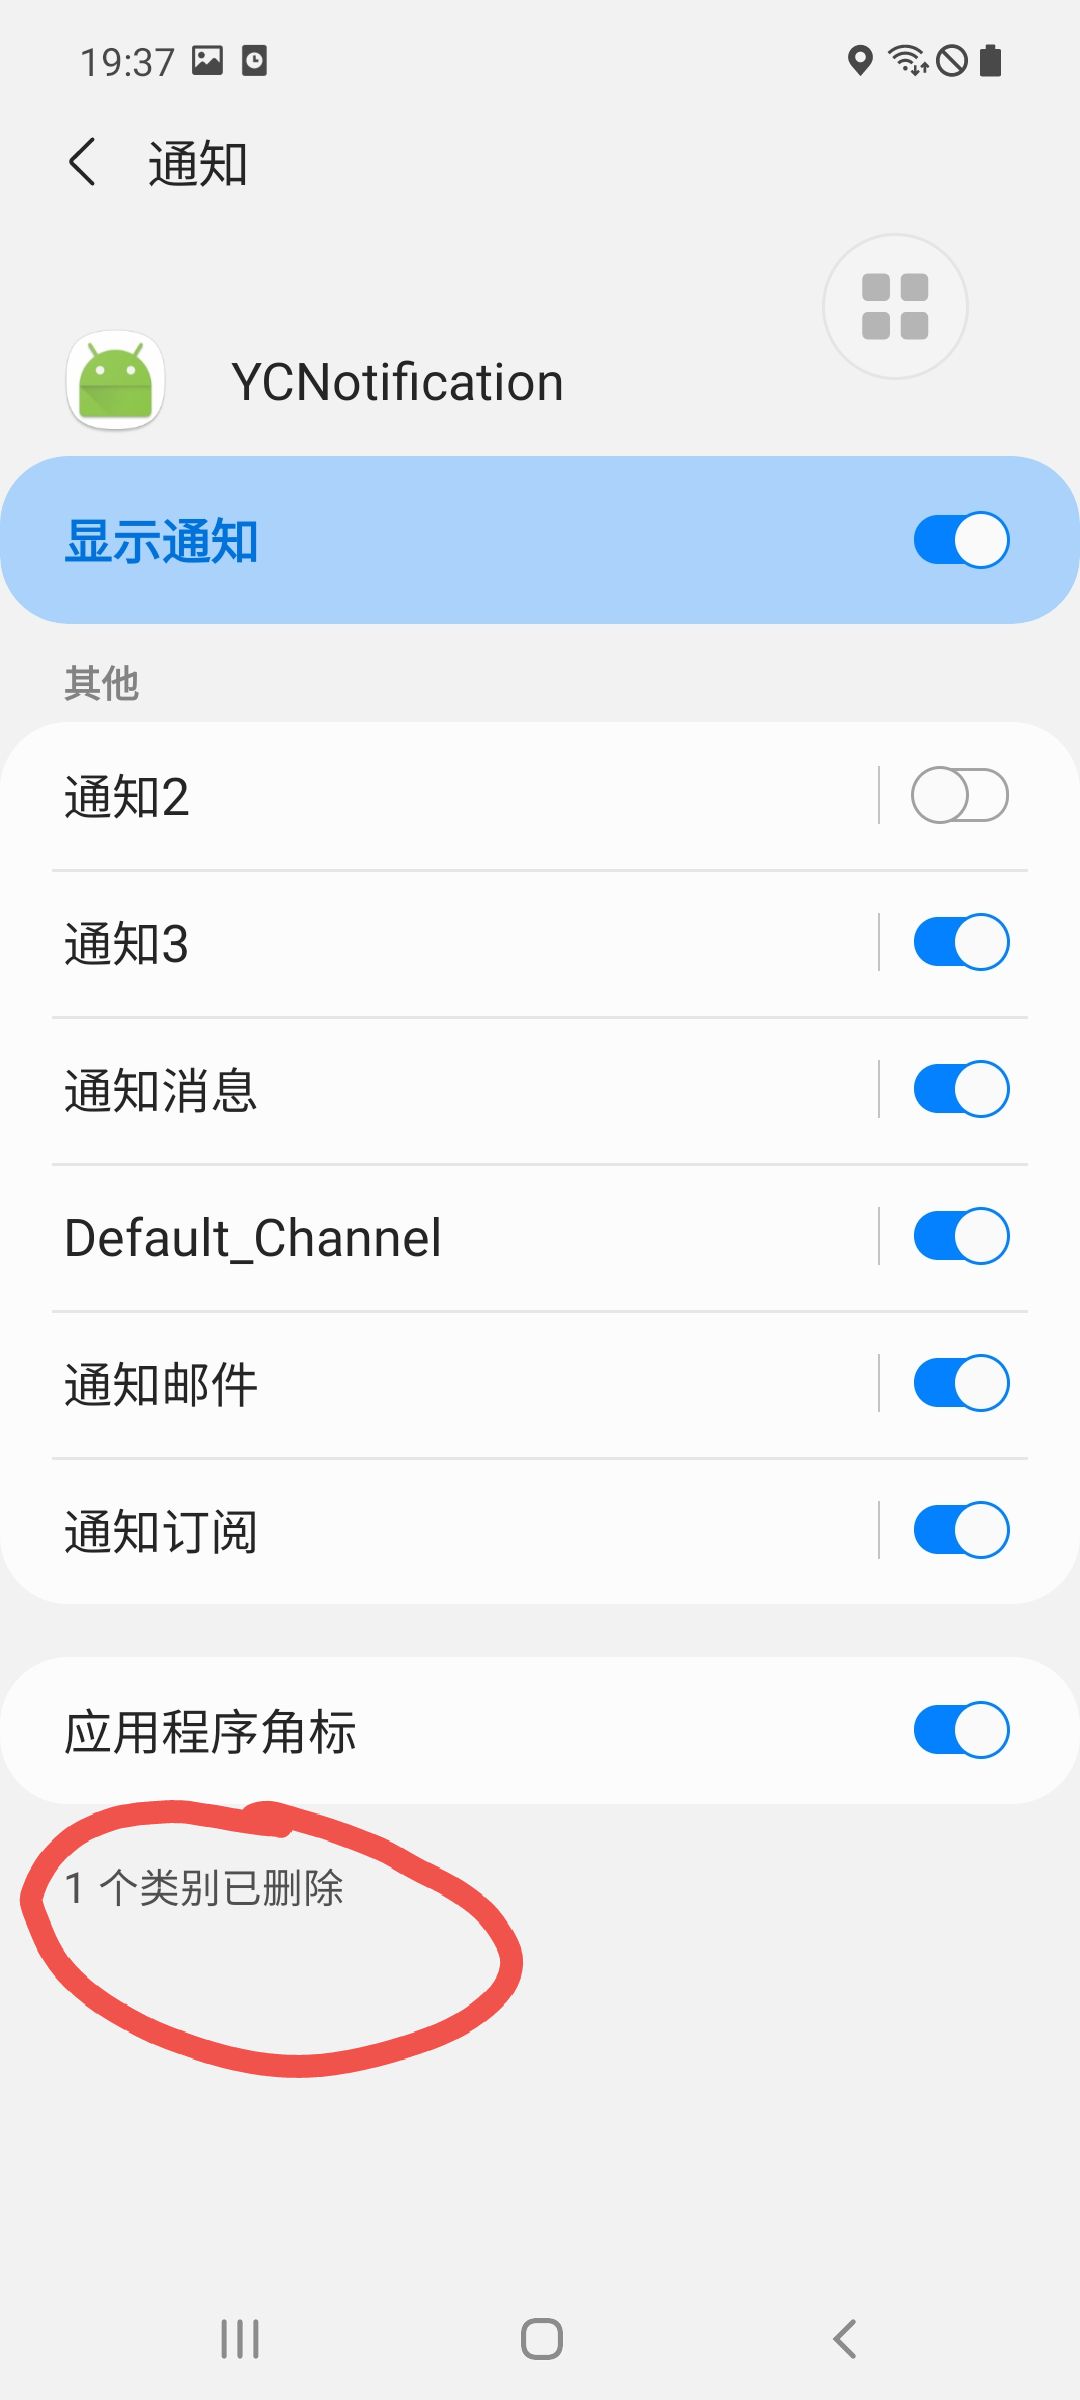 19:37
通知
YCNotification
显示通知
其他
通知2
通知3
通知消息
Default_Channel
通知邮件
通知订阅
应用程序角标
1 个类别已删除